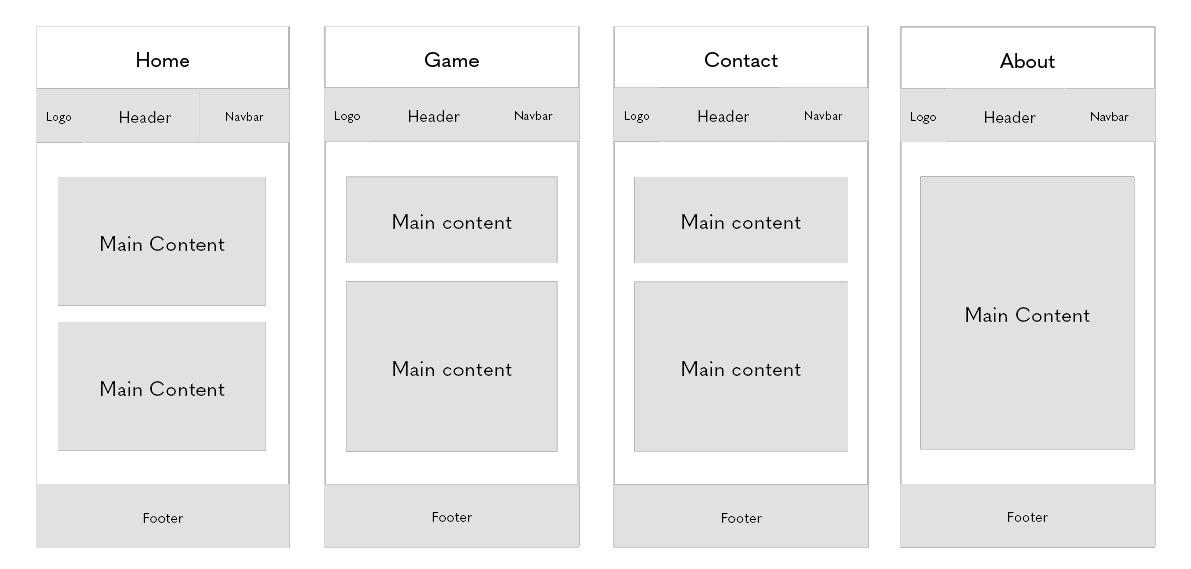 Home
Logo Header Navbar
Main Content
Main Content
Footer
Game
Logo Header Navbar
Main content
Main content
Footer
Contact
Logo Header Navbar
Main content
Main content
Footer
About
Logo Header Navbar
Main Content
Footer